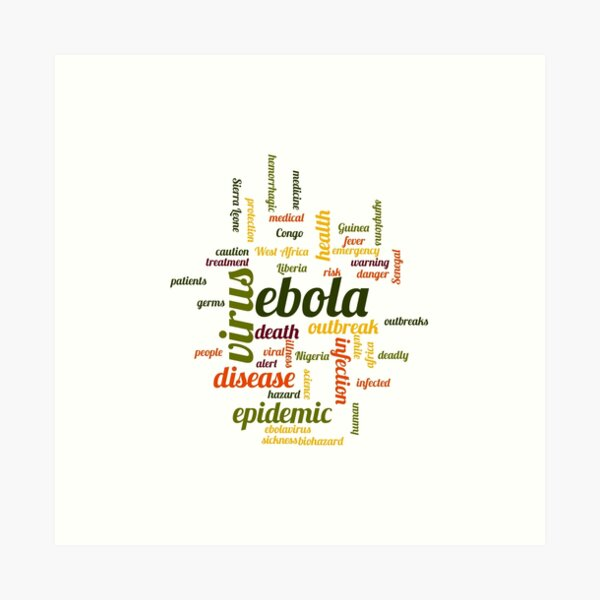 hemorrhagic
medicine
Sierra Leone
protection
medical
health
symptoms
Congo
Guinea
fever
caution
West Africa
emergency
treatment
Liberia
warning
Senegal
patients
virus
risk
danger
germs
ebola
death
outbreak
outbreaks
people
viral
illness
Nigeria
infection
white
africa
deadly
alert
disease
science
infected
hazard
epidemic
human
ebolavirus
sickness
biohazard